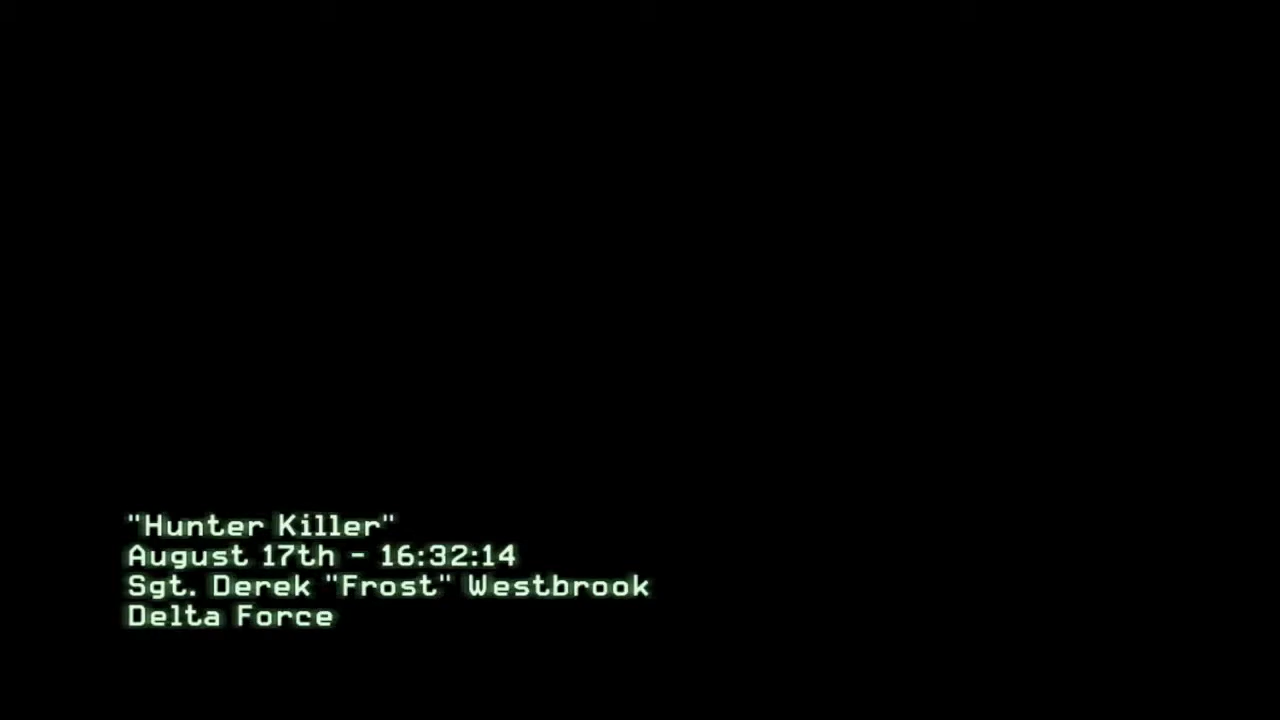 "Hunter Killer"
August 17th - 16:32:14
Sgt. Derek "Frost" Westbrook
Delta Force